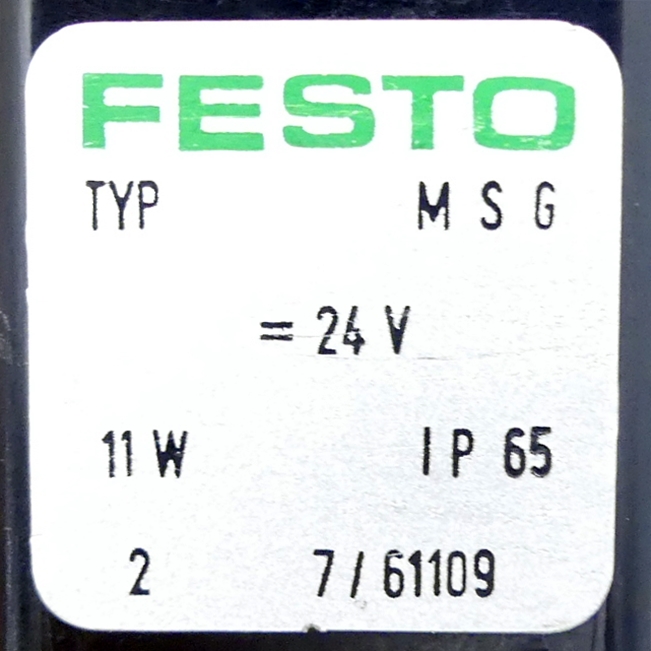 FESTO
TYP M S G
= 24 V
11 W I P 65
2 7 / 61109